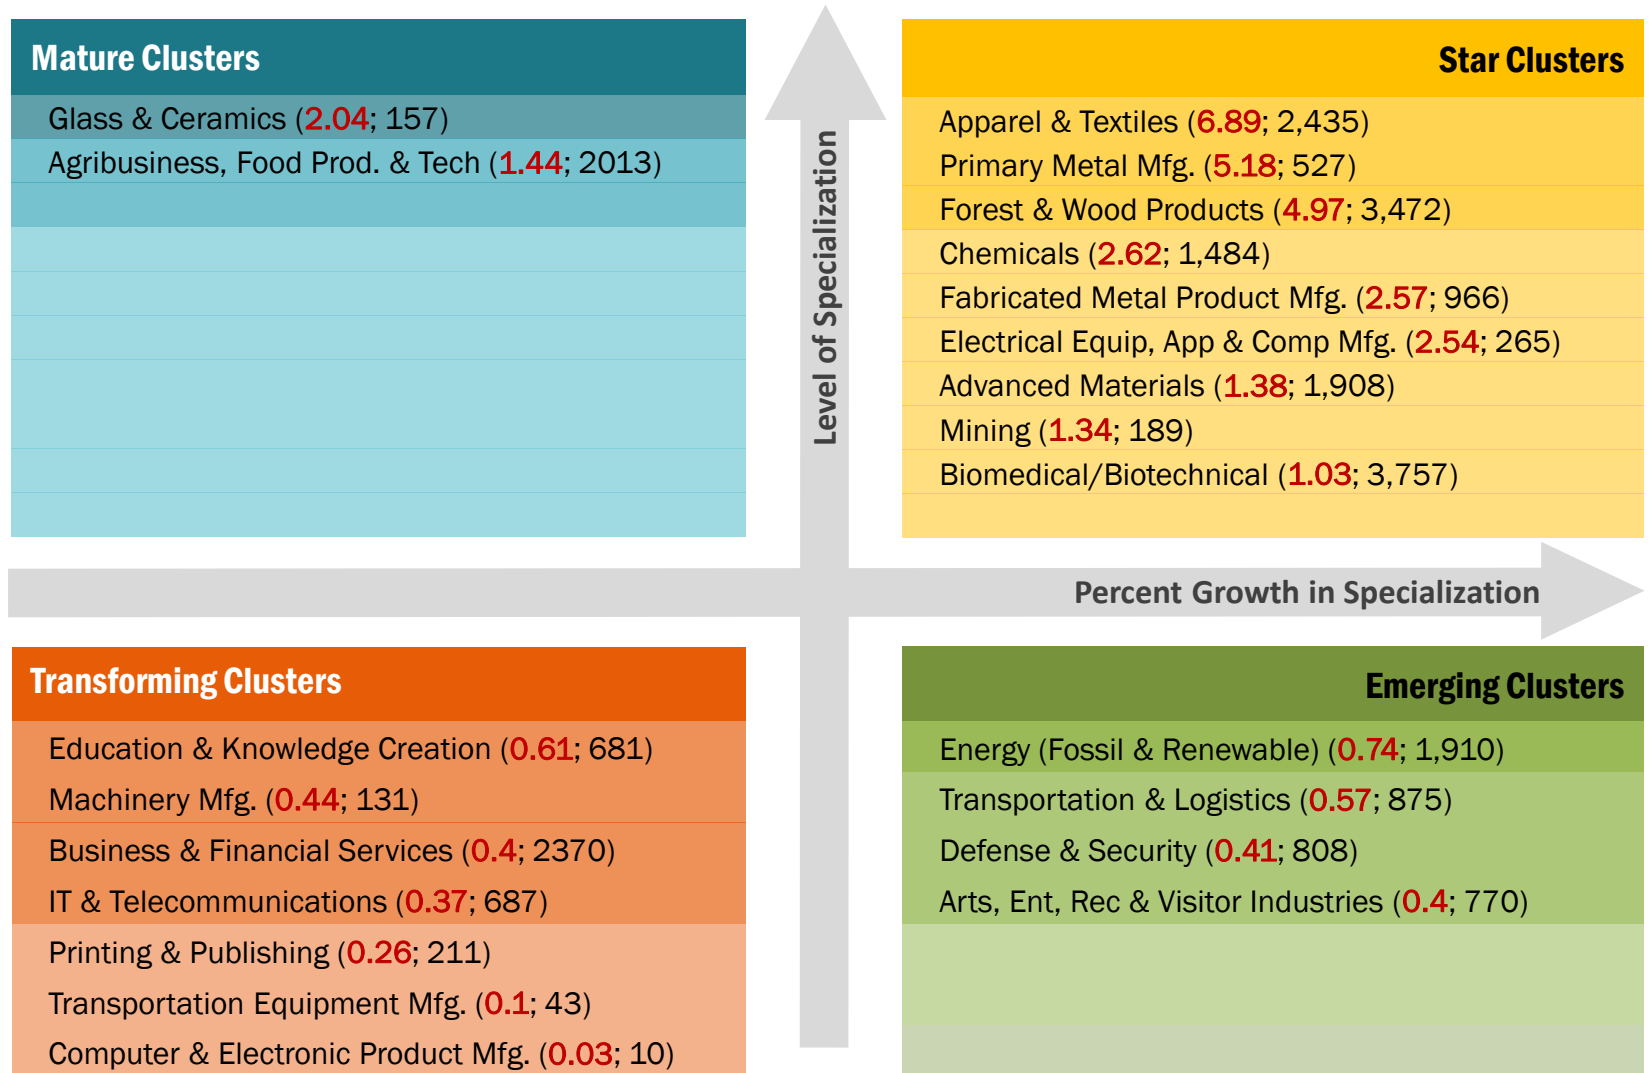 Mature Clusters
Glass & Ceramics (2.04; 157)
Agribusiness, Food Prod. & Tech (1.44; 2013)
Level of Specialization
Star Clusters
Apparel & Textiles (6.89; 2,435)
Primary Metal Mfg. (5.18; 527)
Forest & Wood Products (4.97; 3,472)
Chemicals (2.62; 1,484)
Fabricated Metal Product Mfg. (2.57; 966)
Electrical Equip, App & Comp Mfg. (2.54; 265)
Advanced Materials (1.38; 1,908)
Mining (1.34; 189)
Biomedical/Biotechnical (1.03; 3,757)
Percent Growth in Specialization
Transforming Clusters
Education & Knowledge Creation (0.61; 681)
Machinery Mfg. (0.44; 131)
Business & Financial Services (0.4; 2370)
IT & Telecommunications (0.37; 687)
Printing & Publishing (0.26; 211)
Transportation Equipment Mfg. (0.1; 43)
Computer & Electronic Product Mfg. (0.03; 10)
Emerging Clusters
Energy (Fossil & Renewable) (0.74; 1,910)
Transportation & Logistics (0.57; 875)
Defense & Security (0.41; 808)
Arts, Ent, Rec & Visitor Industries (0.4; 770)